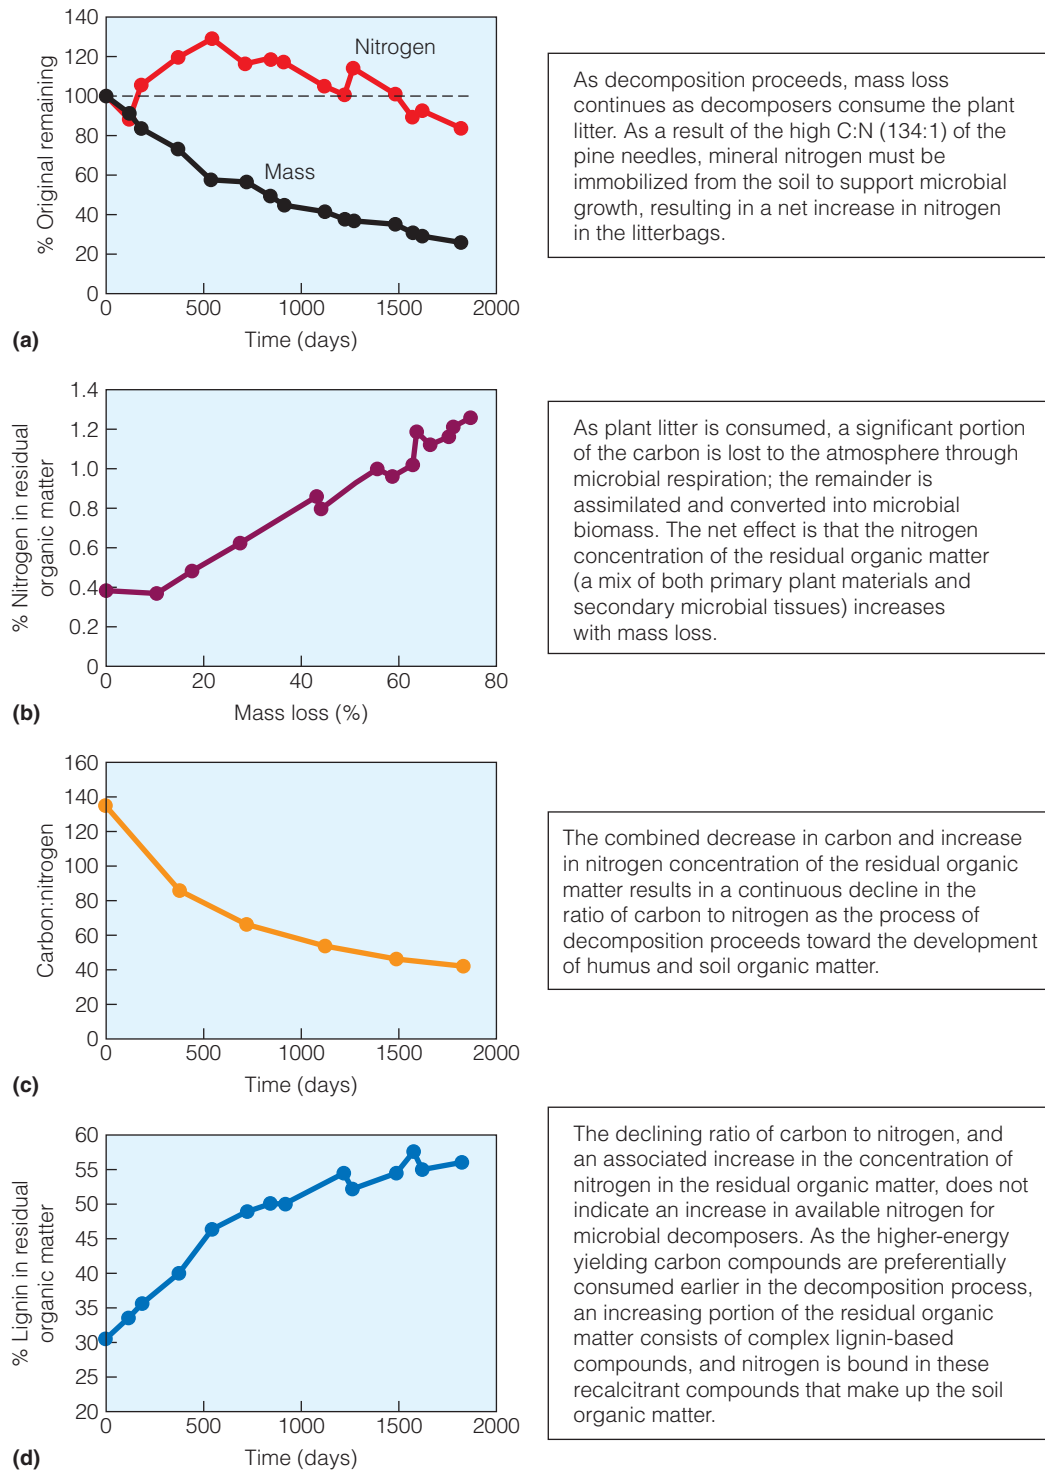 140
120
100
80
60
40
20
0
% Original remaining
Nitrogen
Mass
0 500 1000 1500 2000
Time (days)
(a)
As decomposition proceeds, mass loss
continues as decomposers consume the plant
litter. As a result of the high C:N (134:1) of the
pine needles, mineral nitrogen must be
immobilized from the soil to support microbial
growth, resulting in a net increase in nitrogen
in the litterbags.
1.4
1.2
1.0
0.8
0.6
0.4
0.2
0
% Nitrogen in residual
organic matter
0 20 40 60 80
Mass loss (%)
(b)
As plant litter is consumed, a significant portion
of the carbon is lost to the atmosphere through
microbial respiration; the remainder is
assimilated and converted into microbial
biomass. The net effect is that the nitrogen
concentration of the residual organic matter
(a mix of both primary plant materials and
secondary microbial tissues) increases
with mass loss.
160
140
120
100
80
60
40
20
0
Carbon:nitrogen
0 500 1000 1500 2000
Time (days)
(c)
The combined decrease in carbon and increase
in nitrogen concentration of the residual organic
matter results in a continuous decline in the
ratio of carbon to nitrogen as the process of
decomposition proceeds toward the development
of humus and soil organic matter.
60
55
50
45
40
35
30
25
20
% Lignin in residual
organic matter
0 500 1000 1500 2000
Time (days)
(d)
The declining ratio of carbon to nitrogen, and
an associated increase in the concentration of
nitrogen in the residual organic matter, does not
indicate an increase in available nitrogen for
microbial decomposers. As the higher-energy
yielding carbon compounds are preferentially
consumed earlier in the decomposition process,
an increasing portion of the residual organic
matter consists of complex lignin-based
compounds, and nitrogen is bound in these
recalcitrant compounds that make up the soil
organic matter.